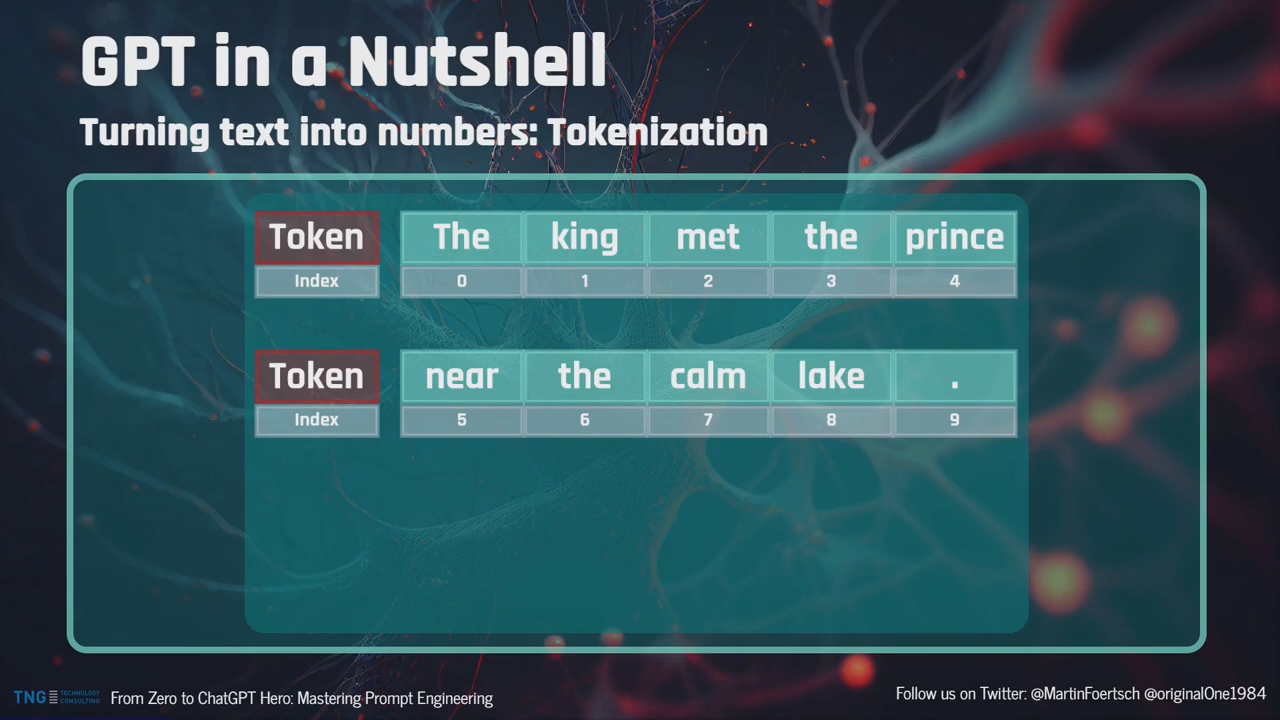 GPT in a Nutshell
Turning text into numbers: Tokenization
Token The king met the prince
Index 0 1 2 3 4
Token near the calm lake .
Index 5 6 7 8 9
TNG TECHNOLOGY CONSULTING From Zero to ChatGPT Hero: Mastering Prompt Engineering
Follow us on Twitter: @MartinFoertsch @originalOne1984